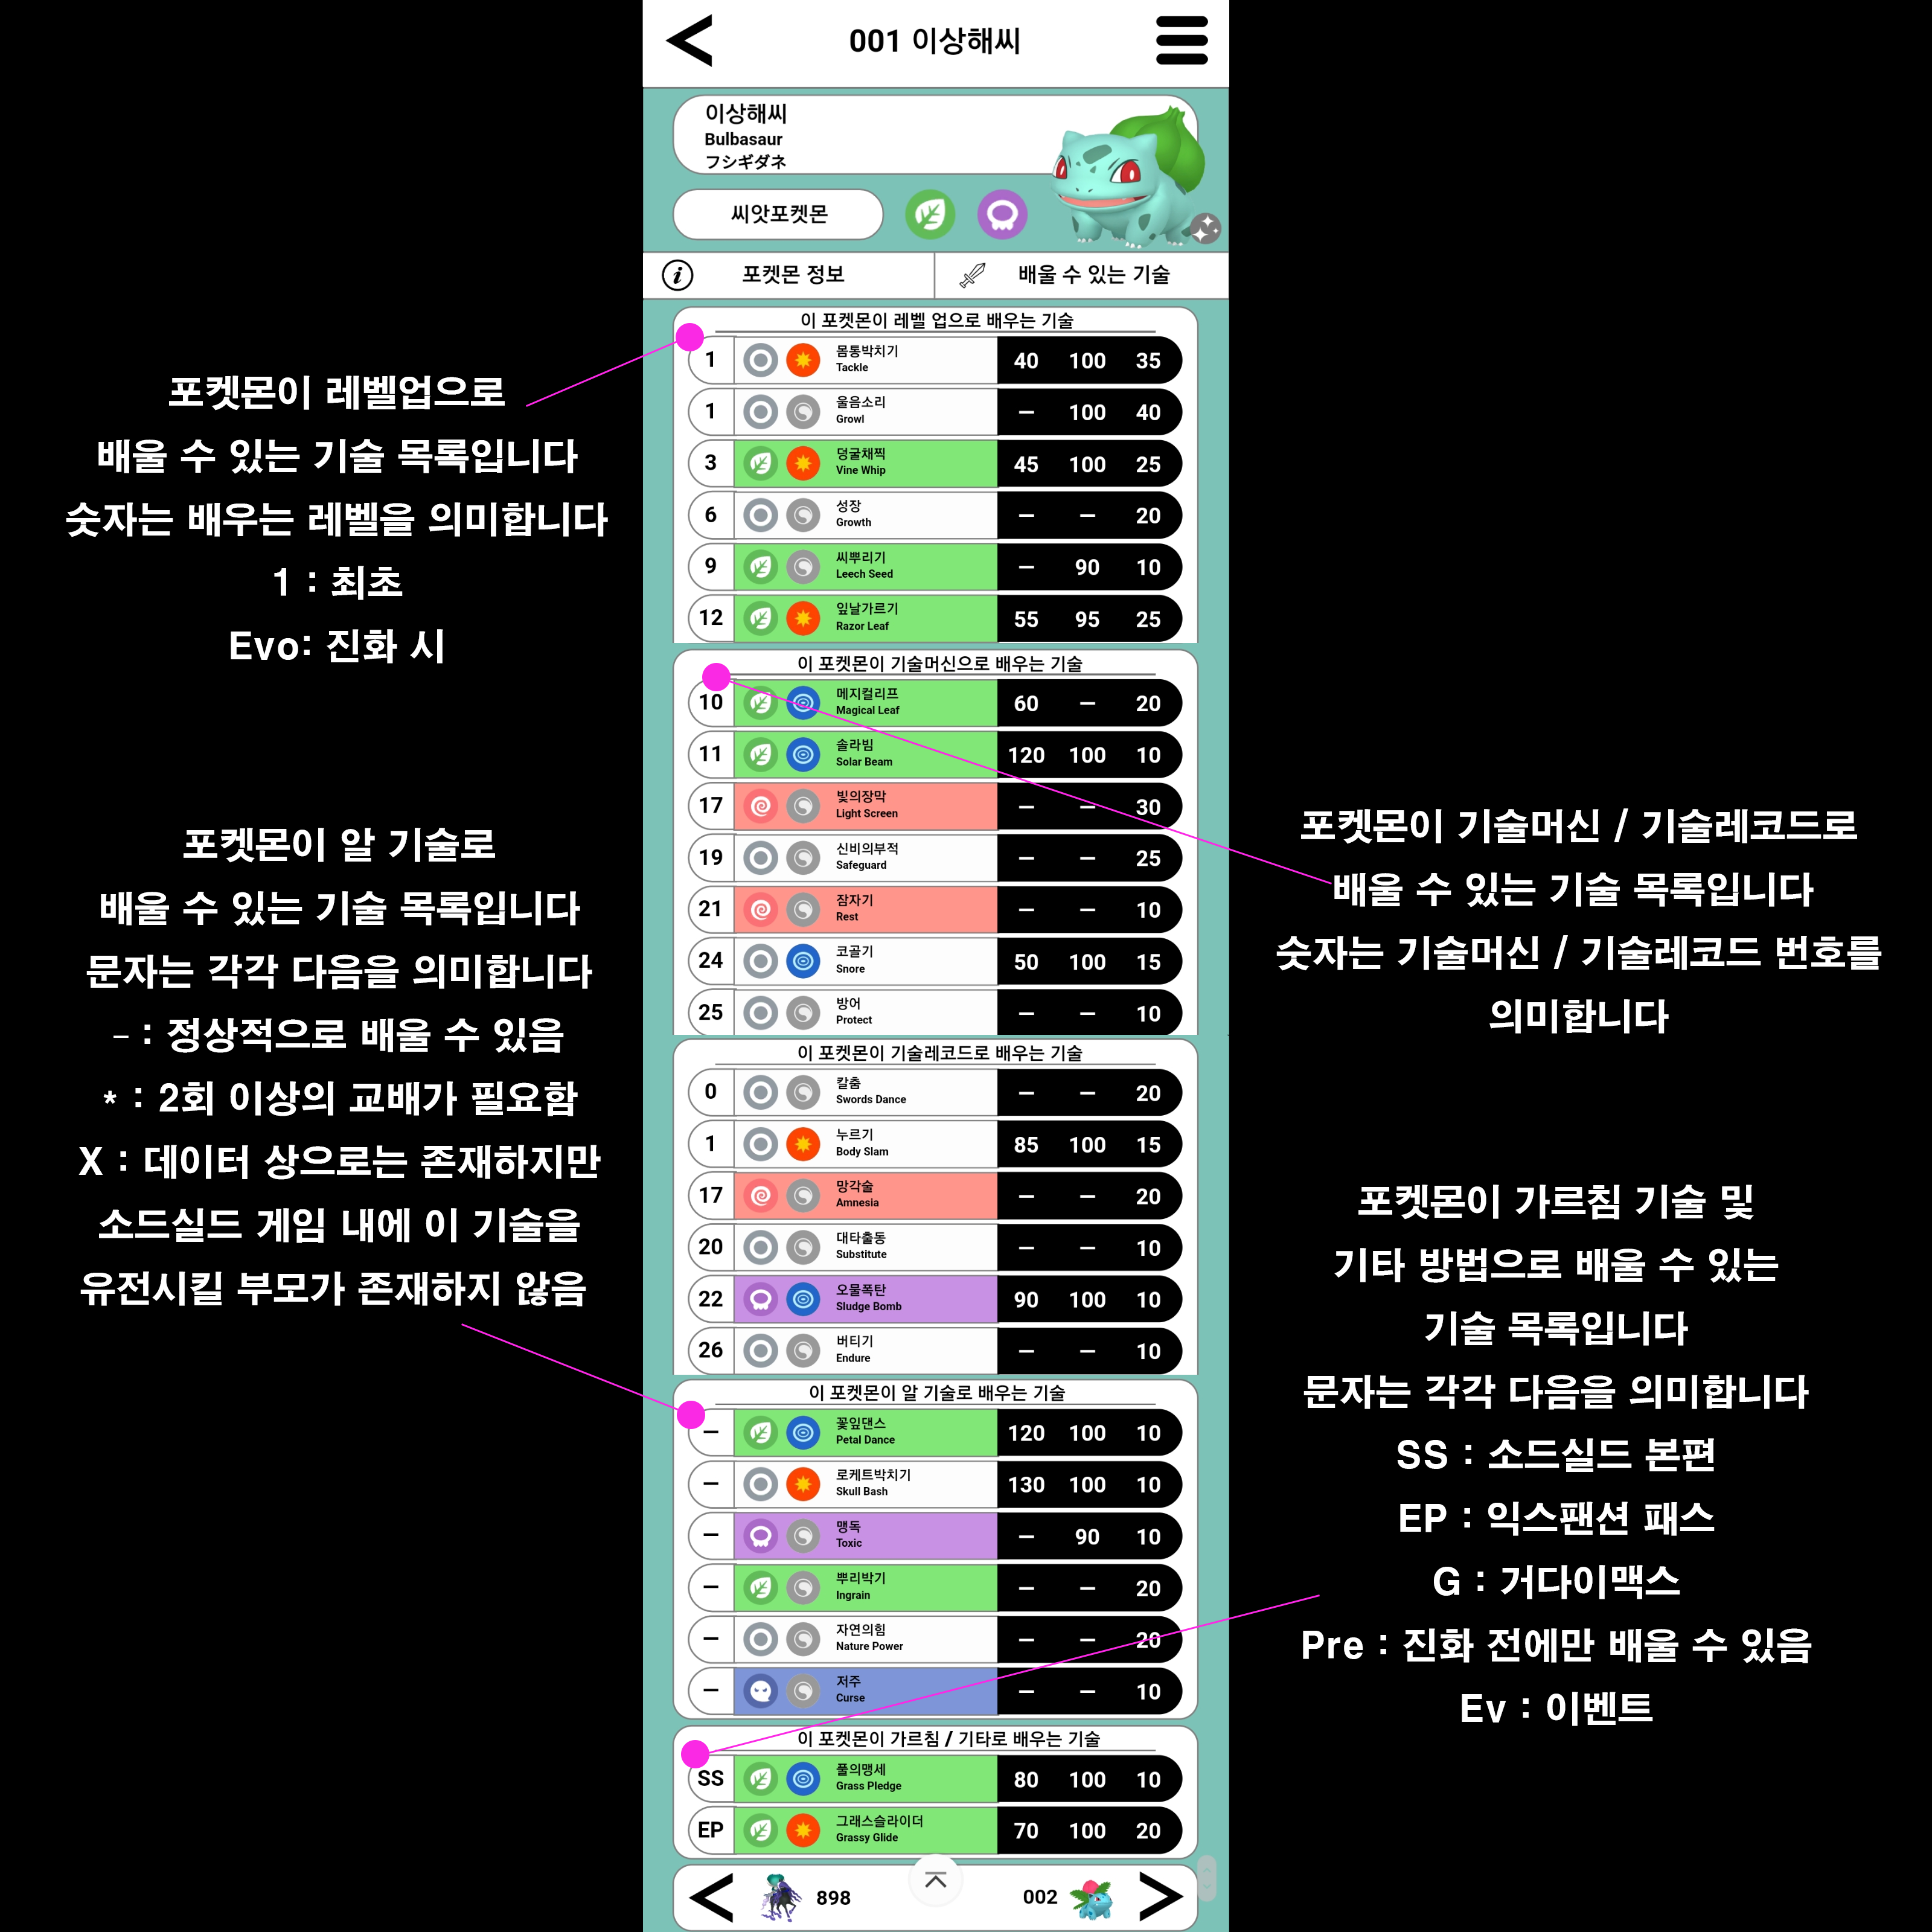 001 이상해씨
이상해씨
Bulbasaur
フシギダネ
씨앗포켓몬
포켓몬 정보
배울 수 있는 기술
이 포켓몬이 레벨 업으로 배우는 기술
1 몸통박치기 Tackle 40 100 35
1 울음소리 Growl — 100 40
3 덩굴채찍 Vine Whip 45 100 25
6 성장 Growth — — 20
9 씨뿌리기 Leech Seed — 90 10
12 잎날가르기 Razor Leaf 55 95 25
이 포켓몬이 기술머신으로 배우는 기술
10 메지컬리프 Magical Leaf 60 — 20
11 솔라빔 Solar Beam 120 100 10
17 빛의장막 Light Screen — — 30
19 신비의부적 Safeguard — — 25
21 잠자기 Rest — — 10
24 코골기 Snore 50 100 15
25 방어 Protect — — 10
이 포켓몬이 기술레코드로 배우는 기술
0 칼춤 Swords Dance — — 20
1 누르기 Body Slam 85 100 15
17 망각술 Amnesia — — 20
20 대타출동 Substitute — — 10
22 오물폭탄 Sludge Bomb 90 100 10
26 버티기 Endure — — 10
이 포켓몬이 알 기술로 배우는 기술
— 꽃잎댄스 Petal Dance 120 100 10
— 로케트박치기 Skull Bash 130 100 10
— 맹독 Toxic — 90 10
— 뿌리박기 Ingrain — — 20
— 자연의힘 Nature Power — — 20
— 저주 Curse — — 10
이 포켓몬이 가르침 / 기타로 배우는 기술
SS 풀의맹세 Grass Pledge 80 100 10
EP 그래스슬라이더 Grassy Glide 70 100 20
898
002
포켓몬이 레벨업으로
배울 수 있는 기술 목록입니다
숫자는 배우는 레벨을 의미합니다
1 : 최초
Evo: 진화 시
포켓몬이 알 기술로
배울 수 있는 기술 목록입니다
문자는 각각 다음을 의미합니다
– : 정상적으로 배울 수 있음
* : 2회 이상의 교배가 필요함
X : 데이터 상으로는 존재하지만
소드실드 게임 내에 이 기술을
유전시킬 부모가 존재하지 않음
포켓몬이 기술머신 / 기술레코드로
배울 수 있는 기술 목록입니다
숫자는 기술머신 / 기술레코드 번호를
의미합니다
포켓몬이 가르침 기술 및
기타 방법으로 배울 수 있는
기술 목록입니다
문자는 각각 다음을 의미합니다
SS : 소드실드 본편
EP : 익스팬션 패스
G : 거다이맥스
Pre : 진화 전에만 배울 수 있음
Ev : 이벤트